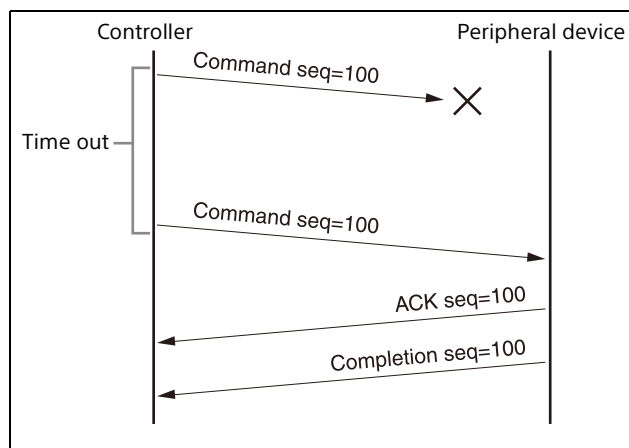 Controller
Peripheral device
Command seq=100
Time out
Command seq=100
ACK seq=100
Completion seq=100